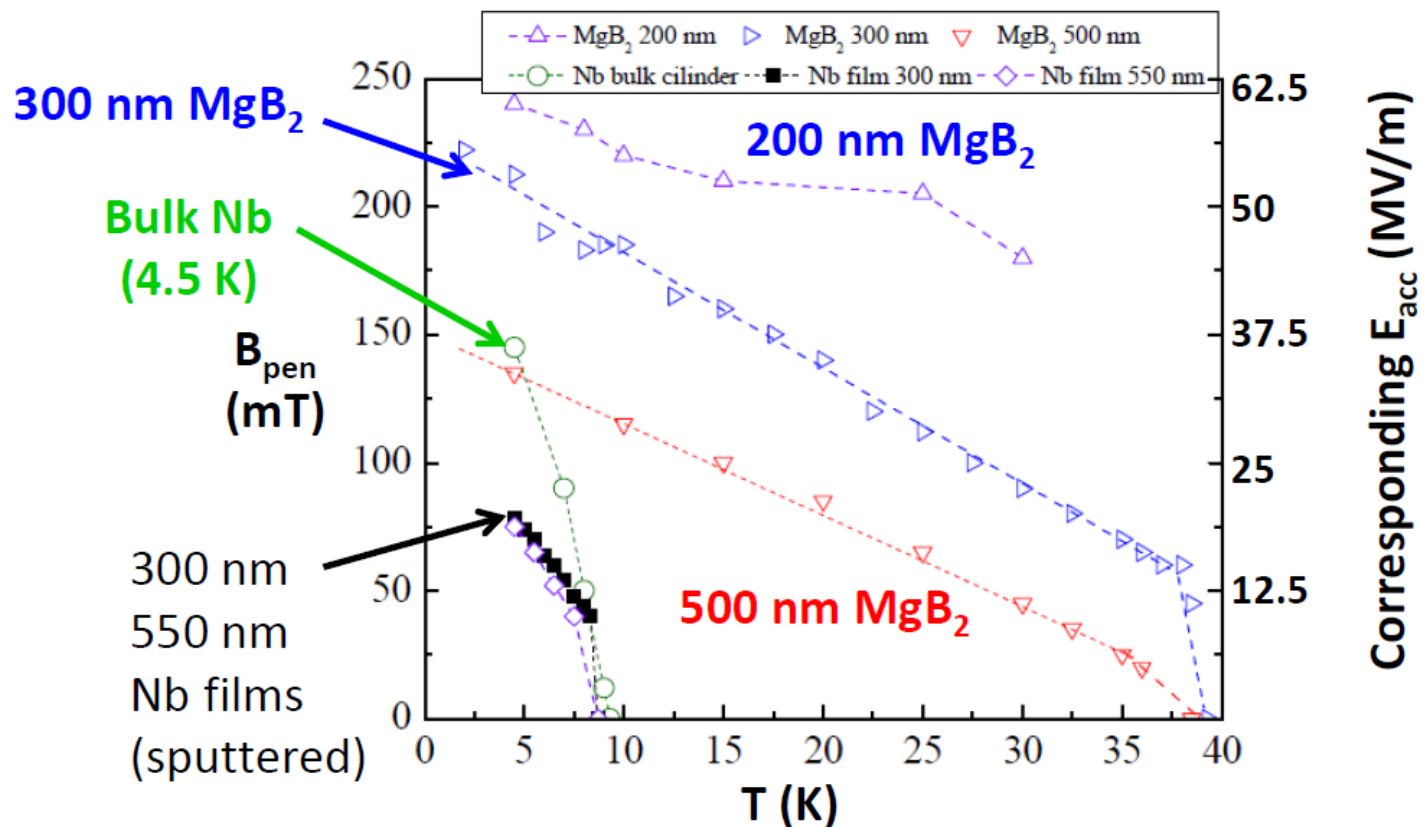 MgB2 200 nm MgB2 300 nm MgB2 500 nm
Nb bulk cilinder Nb film 300 nm Nb film 550 nm
300 nm MgB2
200 nm MgB2
Bulk Nb
(4.5 K)
Bpen
(mT)
300 nm
550 nm
Nb films
(sputtered)
500 nm MgB2
250
200
150
100
50
0
62.5
50
37.5
25
12.5
0 5 10 15 20 25 30 35 40
T (K)
Corresponding Eacc (MV/m)